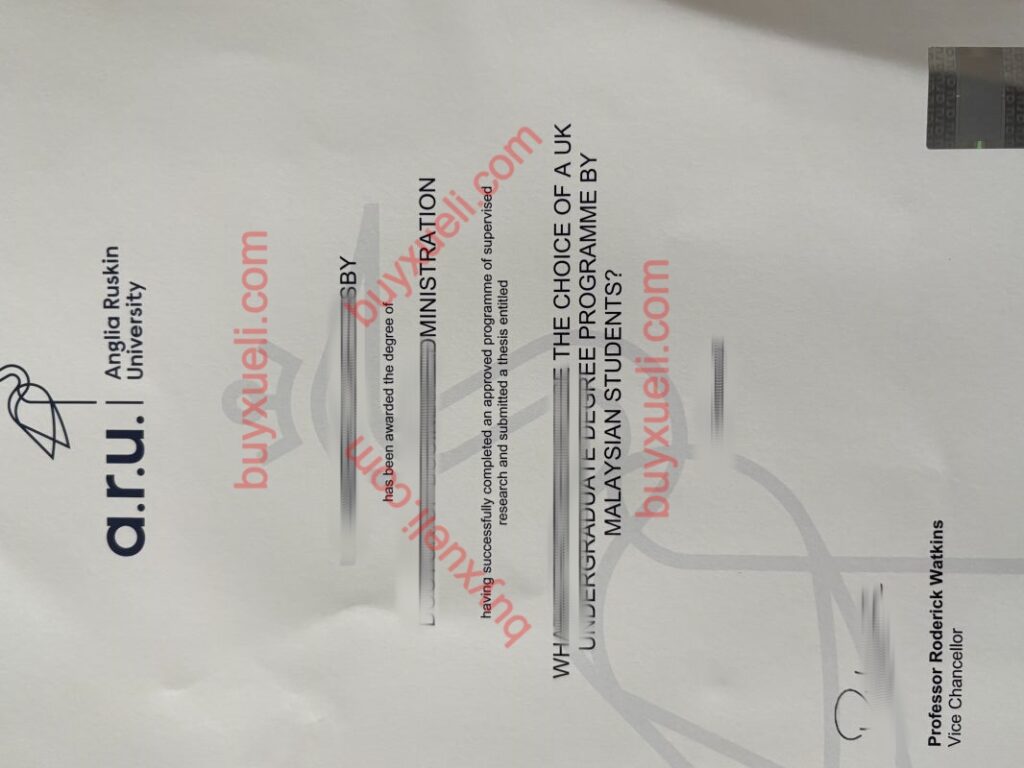 a.r.u. | Anglia Ruskin University
buyxueli.com
SBY
has been awarded the degree of
MINISTRATION
buyxueli.com
buyxueli.com
having successfully completed an approved programme of supervised
research and submitted a thesis entitled
THE CHOICE OF A UK
UNDERGRADUATE DEGREE PROGRAMME BY
MALAYSIAN STUDENTS?
buyxueli.com
Professor Roderick Watkins
Vice Chancellor